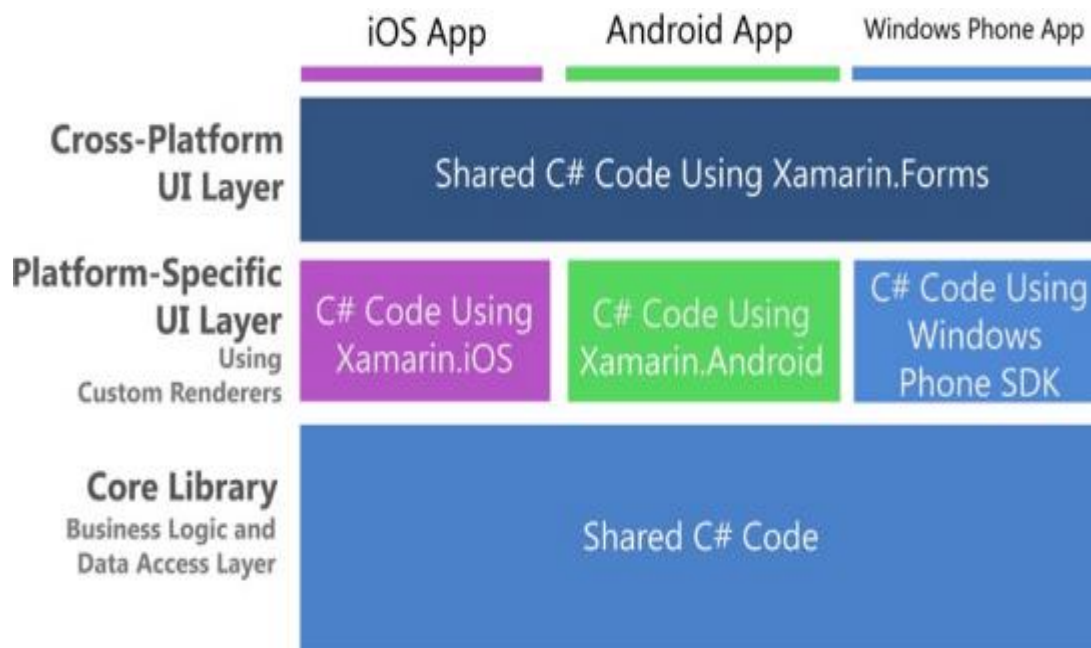 iOS App
Android App
Windows Phone App
Cross-Platform
UI Layer
Shared C# Code Using Xamarin.Forms
Platform-Specific
UI Layer
Using
Custom Renderers
C# Code Using
Xamarin.iOS
C# Code Using
Xamarin.Android
C# Code Using
Windows
Phone SDK
Core Library
Business Logic and
Data Access Layer
Shared C# Code